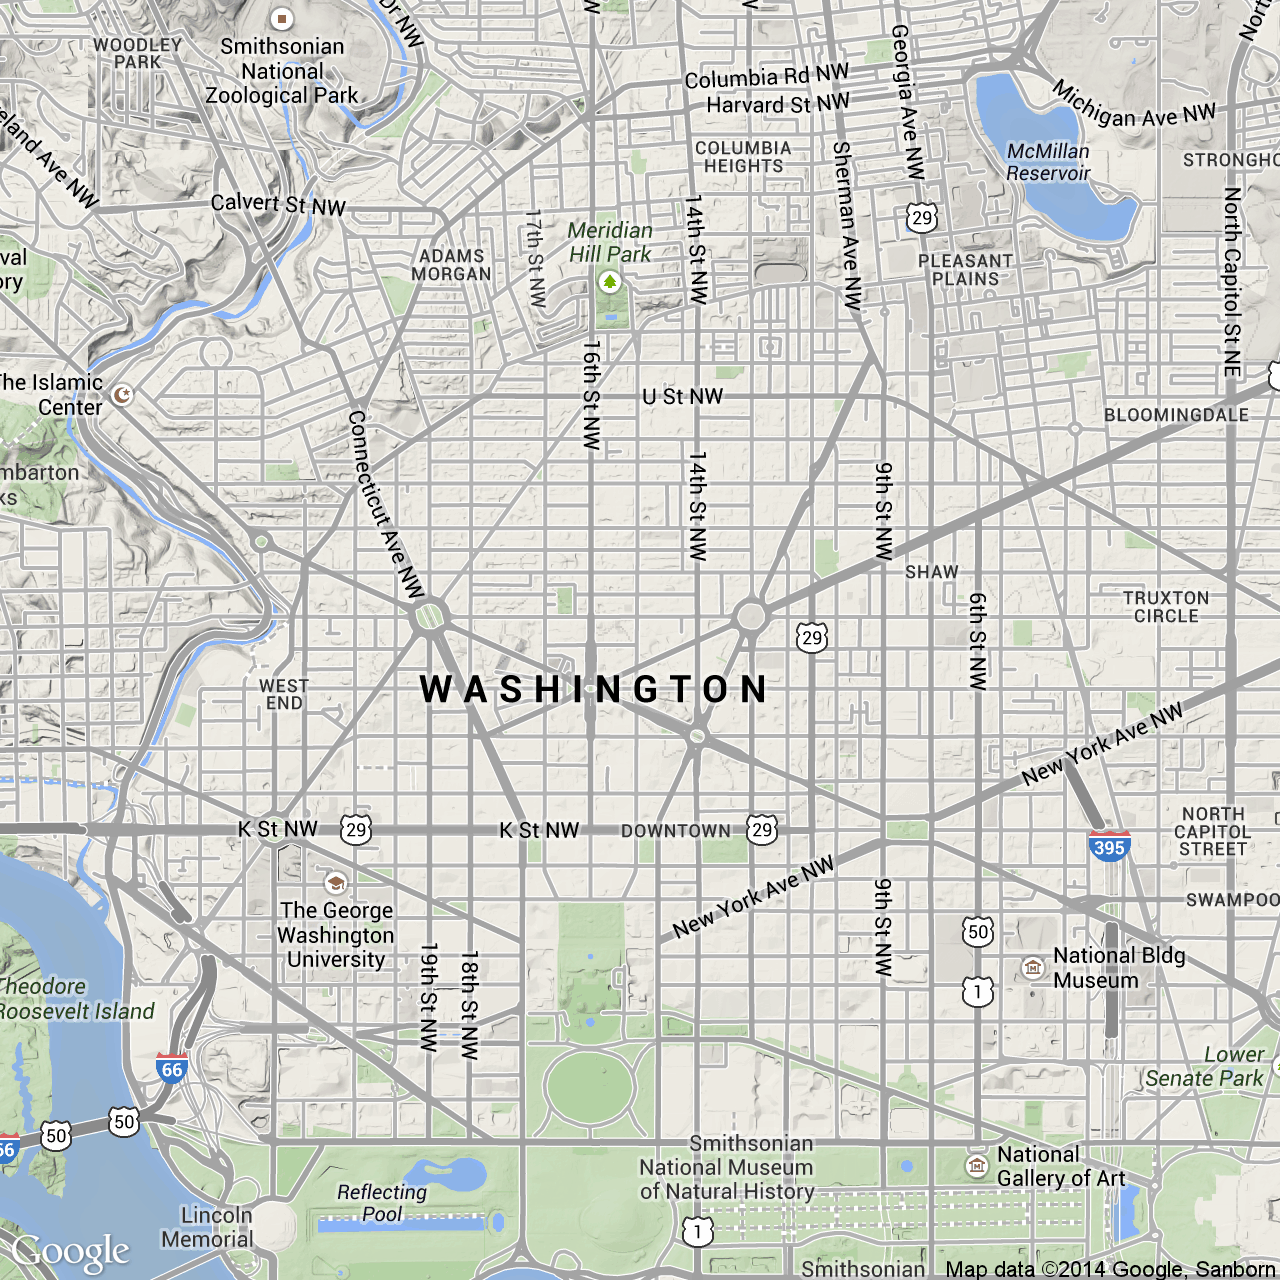 WOODLEY
PARK
Smithsonian
National
Zoological Park
Dr NW
W
W
Georgia Ave NW
Columbia Rd NW
Harvard St NW
Michigan Ave NW
COLUMBIA
HEIGHTS
McMillan
Reservoir
STRONGHO
eland Ave NW
Calvert St NW
17th St NW
14th St NW
Sherman Ave NW
29
North Capitol St NE
Meridian
Hill Park
ADAMS
MORGAN
PLEASANT
PLAINS
val
ory
The Islamic
Center
16th St NW
U St NW
BLOOMINGDALE
Connecticut Ave NW
14th St NW
9th St NW
mbarton
ks
SHAW
TRUXTON
CIRCLE
6th St NW
29
WEST
END
WASHINGTON
New York Ave NW
K St NW
29
K St NW
DOWNTOWN
29
395
NORTH
CAPITOL
STREET
New York Ave NW
9th St NW
SWAMPOO
The George
Washington
University
50
19th St NW
18th St NW
National Bldg
Museum
Theodore
Roosevelt Island
1
66
Lower
Senate Park
50
50
66
Smithsonian
National Museum
of Natural History
National
Gallery of Art
Reflecting
Pool
Lincoln
Memorial
1
Google
Smithsonian
Map data ©2014 Google, Sanborn